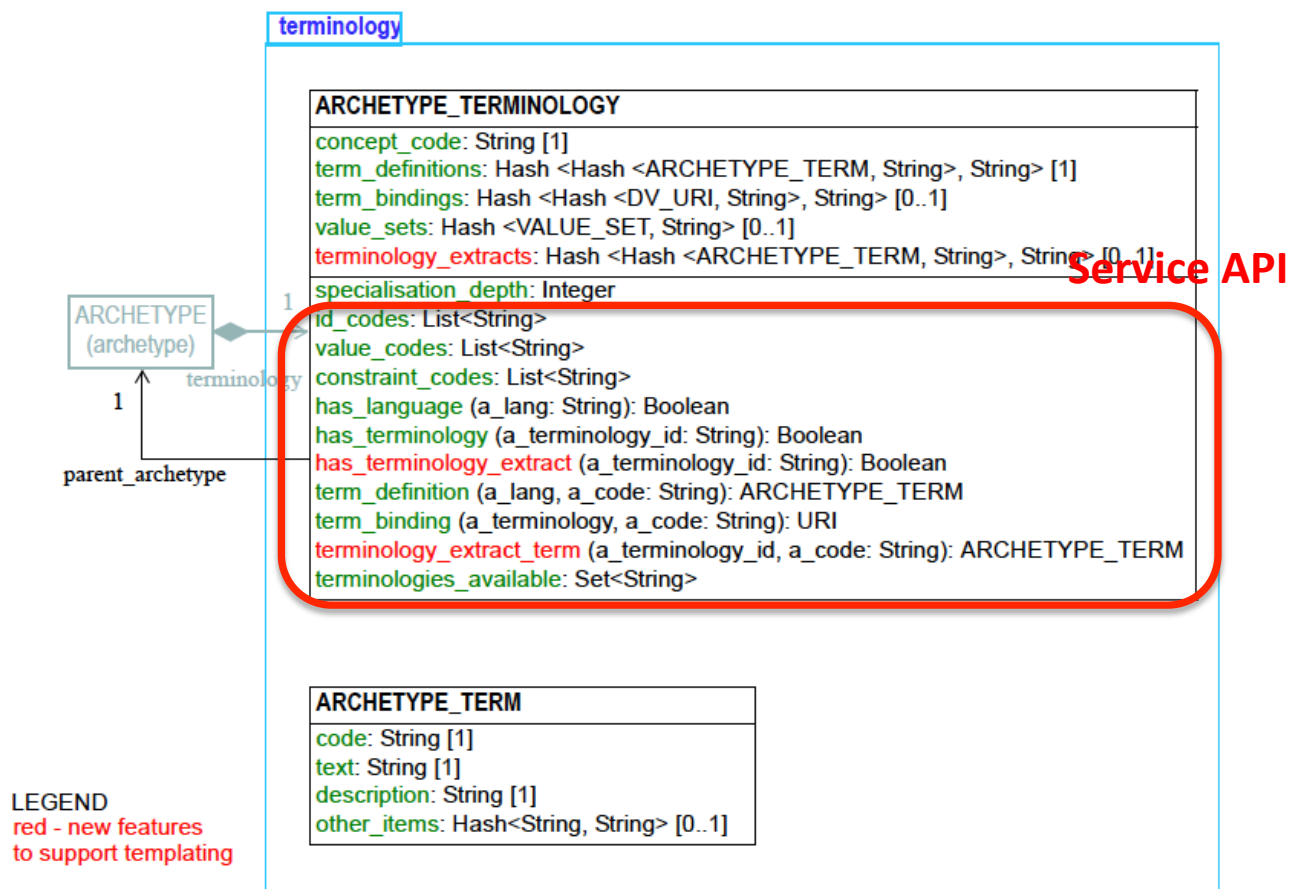 terminology
ARCHETYPE_TERMINOLOGY
concept_code: String [1]
term_definitions: Hash <Hash <ARCHETYPE_TERM, String>, String> [1]
term_bindings: Hash <Hash <DV_URI, String>, String> [0..1]
value_sets: Hash <VALUE_SET, String> [0..1]
terminology_extracts: Hash <Hash <ARCHETYPE_TERM, String>, String> [0..1]
Service API
specialisation_depth: Integer
id_codes: List<String>
value_codes: List<String>
constraint_codes: List<String>
has_language (a_lang: String): Boolean
has_terminology (a_terminology_id: String): Boolean
has_terminology_extract (a_terminology_id: String): Boolean
term_definition (a_lang, a_code: String): ARCHETYPE_TERM
term_binding (a_terminology, a_code: String): URI
terminology_extract_term (a_terminology_id, a_code: String): ARCHETYPE_TERM
terminologies_available: Set<String>
ARCHETYPE
(archetype)
1
terminology
1
parent_archetype
ARCHETYPE_TERM
code: String [1]
text: String [1]
description: String [1]
other_items: Hash<String, String> [0..1]
LEGEND
red - new features
to support templating